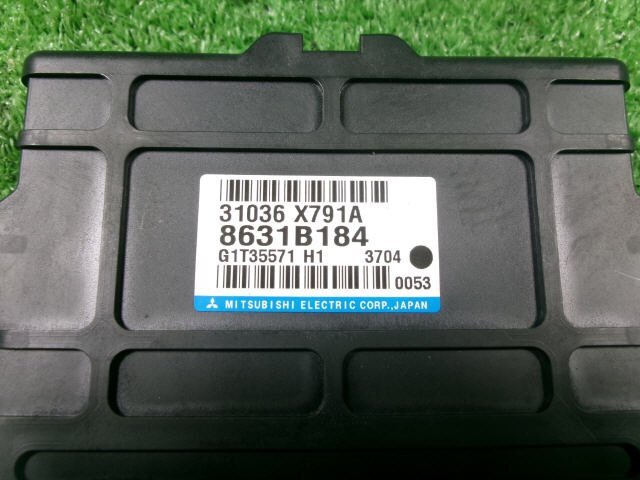 31036 X791A
8631B184
G1T35571 H1 3704
0053
MITSUBISHI ELECTRIC CORP.,JAPAN